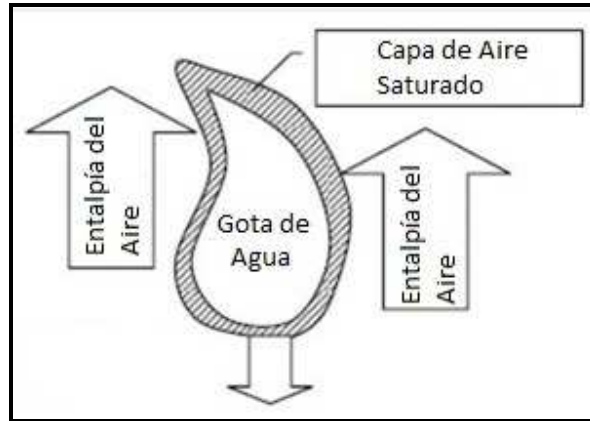 Capa de Aire
Saturado
Entalpía del
Aire
Gota de
Agua
Entalpía del
Aire